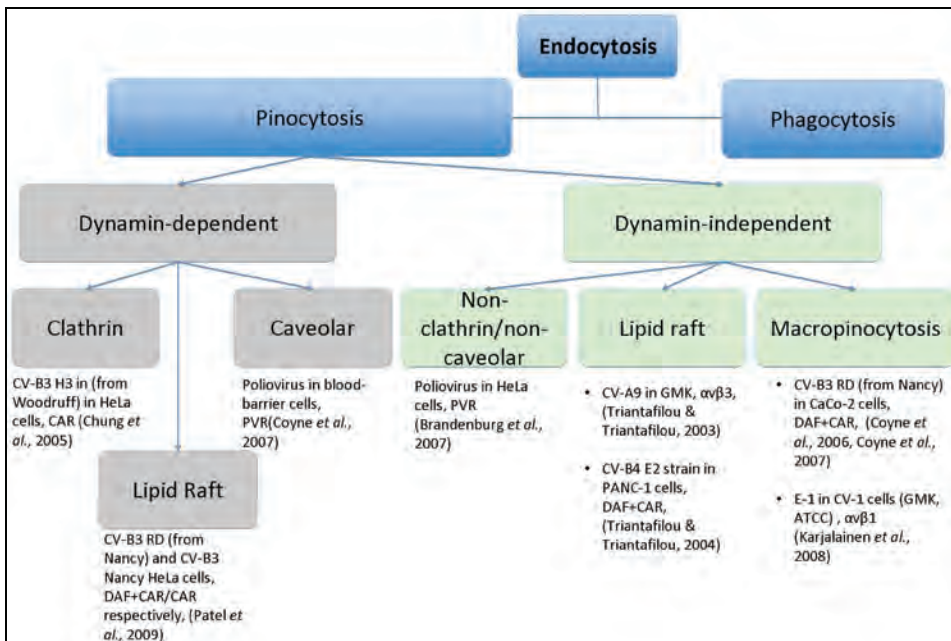 Endocytosis
Pinocytosis
Phagocytosis
Dynamin-dependent
Dynamin-independent
Clathrin
CV-B3 H3 in (from
Woodruff) in HeLa
cells, CAR (Chung et
al., 2005)
Lipid Raft
CV-B3 RD (from
Nancy) and CV-B3
Nancy HeLa cells,
DAF+CAR/CAR
respectively, (Patel et
al., 2009)
Caveolar
Poliovirus in blood-
barrier cells,
PVR(Coyne et al.,
2007)
Non-
clathrin/non-
caveolar
Poliovirus in HeLa
cells, PVR
(Brandenburg et al.,
2007)
Lipid raft
• CV-A9 in GMK, αvβ3,
(Triantafilou &
Triantafilou, 2003)
• CV-B4 E2 strain in
PANC-1 cells,
DAF+CAR,
(Triantafilou &
Triantafilou, 2004)
Macropinocytosis
• CV-B3 RD (from Nancy)
in CaCo-2 cells,
DAF+CAR, (Coyne et
al., 2006, Coyne et al.,
2007)
• E-1 in CV-1 cells (GMK,
ATCC) , αvβ1
(Karjalainen et al.,
2008)